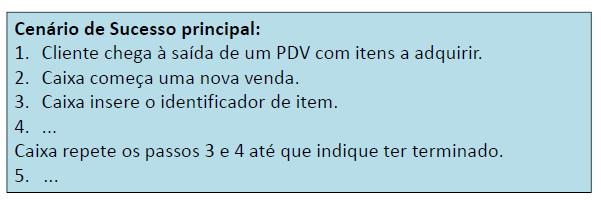 Cenário de Sucesso principal:
1. Cliente chega à saída de um PDV com itens a adquirir.
2. Caixa começa uma nova venda.
3. Caixa insere o identificador de item.
4. ...
Caixa repete os passos 3 e 4 até que indique ter terminado.
5. ...